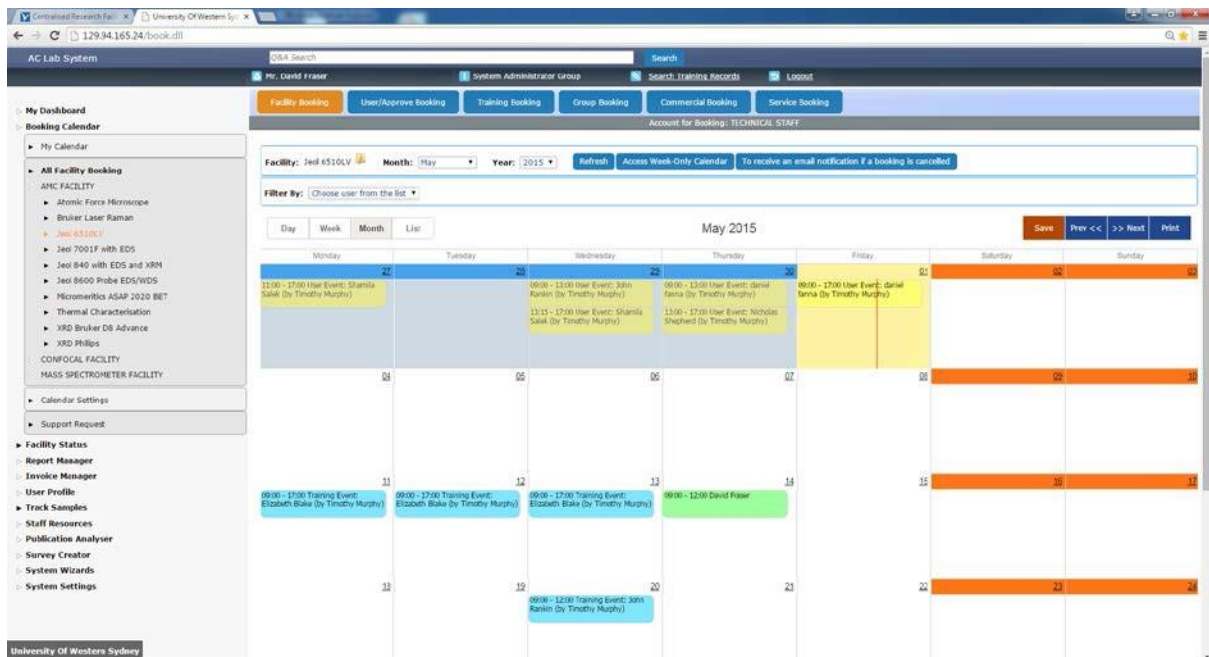 Centralised Research Faci
University Of Western Syd
129.94.165.24/book.dll
AC Lab System
Q&A Search
Search
Mr. David Fraser
System Administrator Group
Search Training Records
Logout
Facility Booking
User/Approve Booking
Training Booking
Group Booking
Commercial Booking
Service Booking
Account for Booking: TECHNICAL STAFF
My Dashboard
Booking Calendar
My Calendar
All Facility Booking
AMC FACILITY
Atomic Force Microscope
Bruker Laser Raman
Jeol 6510LV
Jeol 7001F with EDS
Jeol 840 with EDS and XRM
Jeol 8600 Probe EDS/WDS
Micromeritics ASAP 2020 BET
Thermal Characterisation
XRD Bruker D8 Advance
XRD Philips
CONFOCAL FACILITY
MASS SPECTROMETER FACILITY
Calendar Settings
Support Request
Facility Status
Report Manager
Invoice Manager
User Profile
Track Samples
Staff Resources
Publication Analyser
Survey Creator
System Wizards
System Settings
University Of Western Sydney
Facility: Jeol 6510LV Month: May Year: 2015 Refresh Access Week-Only Calendar To receive an email notification if a booking is cancelled
Filter By: Choose user from the list
Day Week Month List
May 2015
Save Prev << >> Next Print
Monday Tuesday Wednesday Thursday Friday Saturday Sunday
27 28 29 30 01 02 03
11:00 - 17:00 User Event: Shamila
Salek (by Timothy Murphy)
09:00 - 13:00 User Event: John
Rankin (by Timothy Murphy)
13:15 - 17:00 User Event: Shamila
Salek (by Timothy Murphy)
09:00 - 13:00 User Event: daniel
fanna (by Timothy Murphy)
13:00 - 17:00 User Event: Nicholas
Shepherd (by Timothy Murphy)
09:00 - 17:00 User Event: daniel
fanna (by Timothy Murphy)
04 05 06 07 08 09 10
11 12 13 14 15 16 17
09:00 - 17:00 Training Event:
Elizabeth Blake (by Timothy Murphy)
09:00 - 17:00 Training Event:
Elizabeth Blake (by Timothy Murphy)
09:00 - 17:00 Training Event:
Elizabeth Blake (by Timothy Murphy)
09:00 - 12:00 David Fraser
18 19 20 21 22 23 24
09:00 - 12:00 Training Event: John
Rankin (by Timothy Murphy)